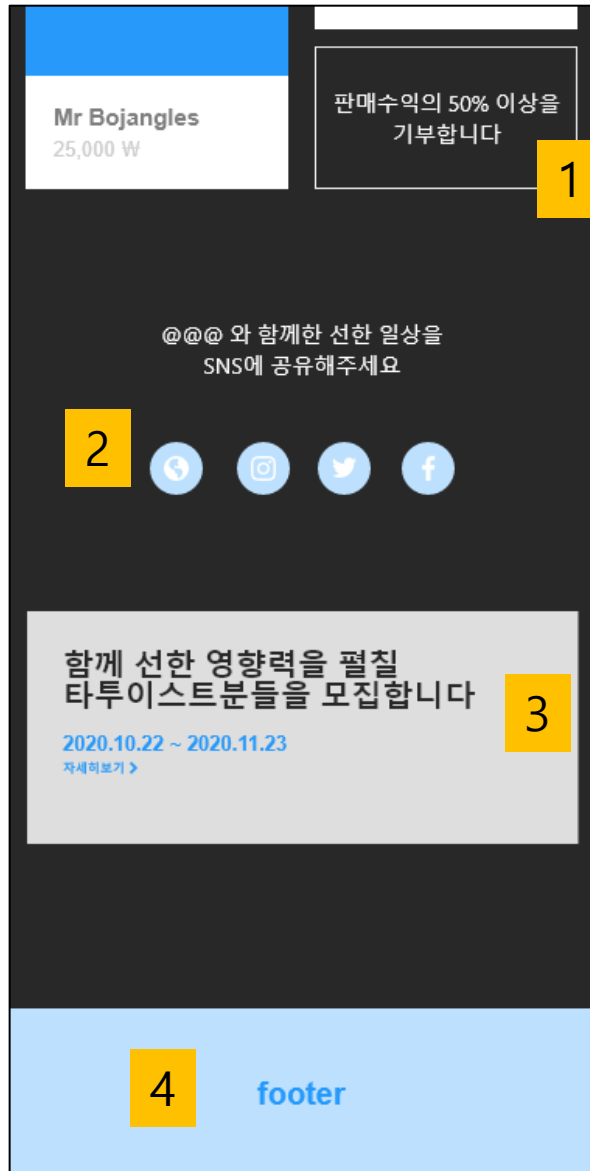 Mr Bojangles
25,000 ₩
판매수익의 50% 이상을
기부합니다
1
@@@ 와 함께한 선한 일상을
SNS에 공유해주세요
2
함께 선한 영향력을 펼칠
타투이스트분들을 모집합니다
3
2020.10.22 ~ 2020.11.23
자세히보기 >
4
footer